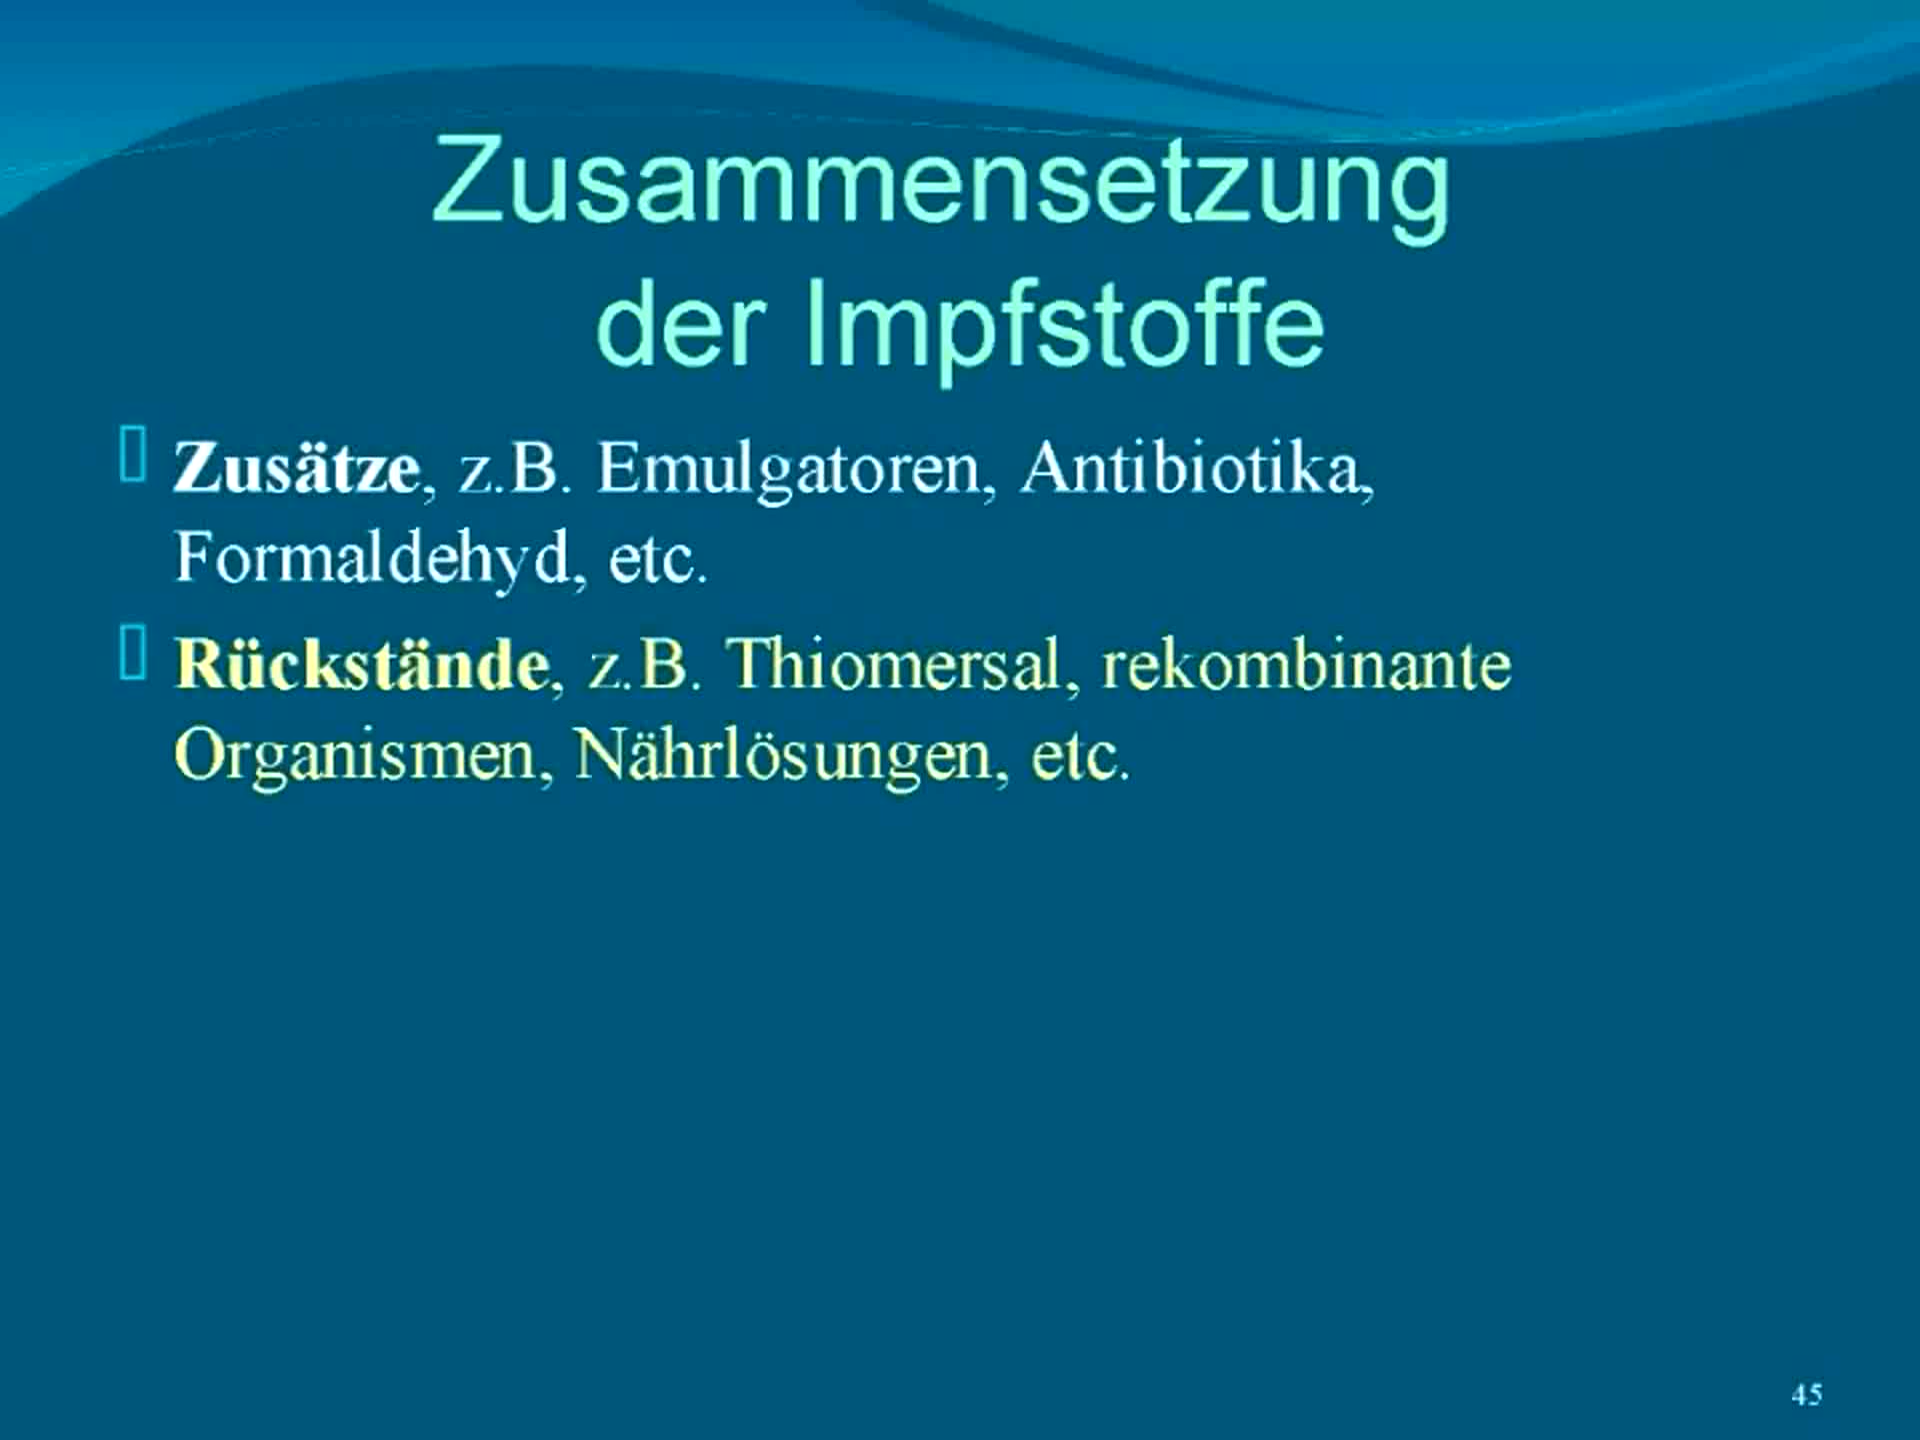 Zusammensetzung
der Impfstoffe
Zusätze, z.B. Emulgatoren, Antibiotika,
Formaldehyd, etc.
Rückstände, z.B. Thiomersal, rekombinante
Organismen, Nährlösungen, etc.
45